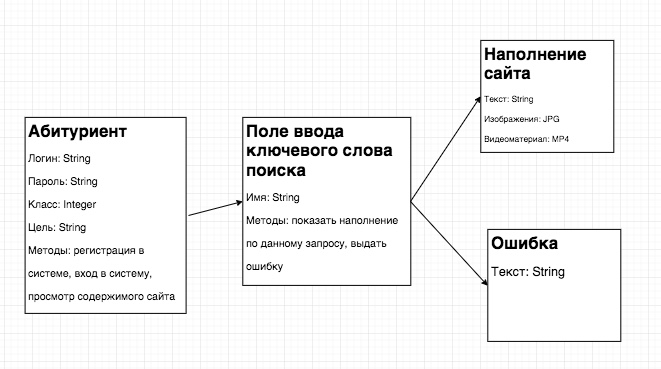 Абитуриент
Логин: String
Пароль: String
Класс: Integer
Цель: String
Методы: регистрация в
системе, вход в систему,
просмотр содержимого сайта
Поле ввода
ключевого слова
поиска
Имя: String
Методы: показать наполнение
по данному запросу, выдать
ошибку
Наполнение
сайта
Текст: String
Изображения: JPG
Видеоматериал: MP4
Ошибка
Текст: String